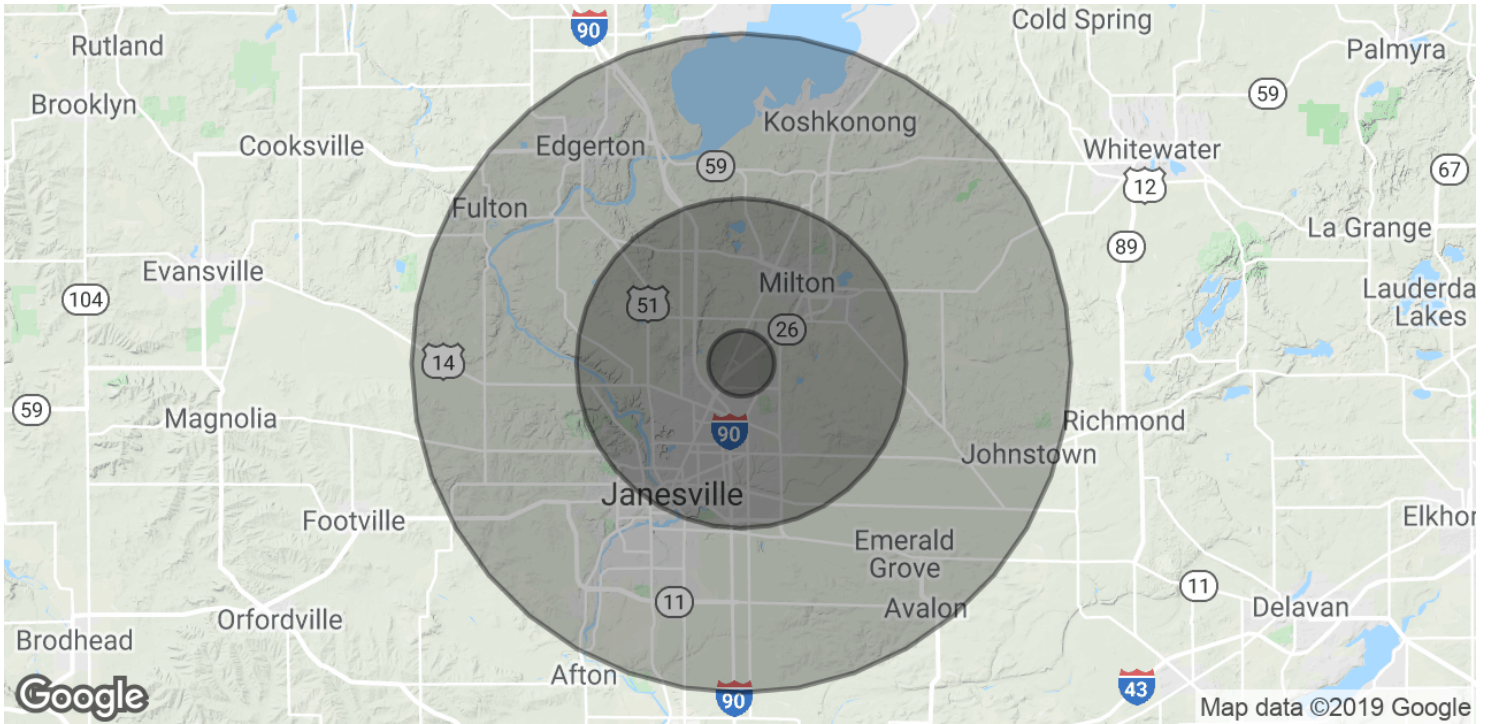 90
Cold Spring
Rutland
Palmyra
Brooklyn
59
Koshkonong
Cooksville
Edgerton
Whitewater
59
67
12
Fulton
La Grange
89
Evansville
Milton
104
51
Lauderda
Lakes
26
14
59
Magnolia
Richmond
90
Johnstown
Janesville
Footville
Elkhor
Emerald
Grove
11
11
Avalon
Delavan
Orfordville
Brodhead
Afton
43
90
Google
Map data ©2019 Google